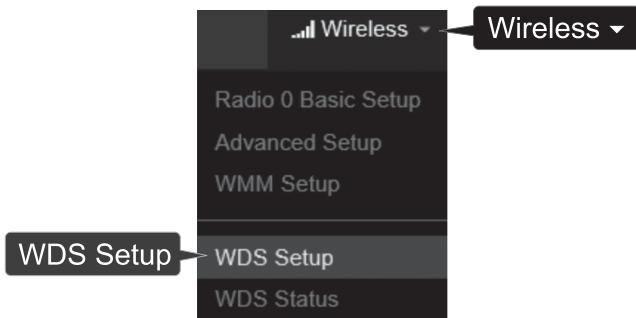 Wireless
Wireless
Radio 0 Basic Setup
Advanced Setup
WMM Setup
WDS Setup
WDS Setup
WDS Status